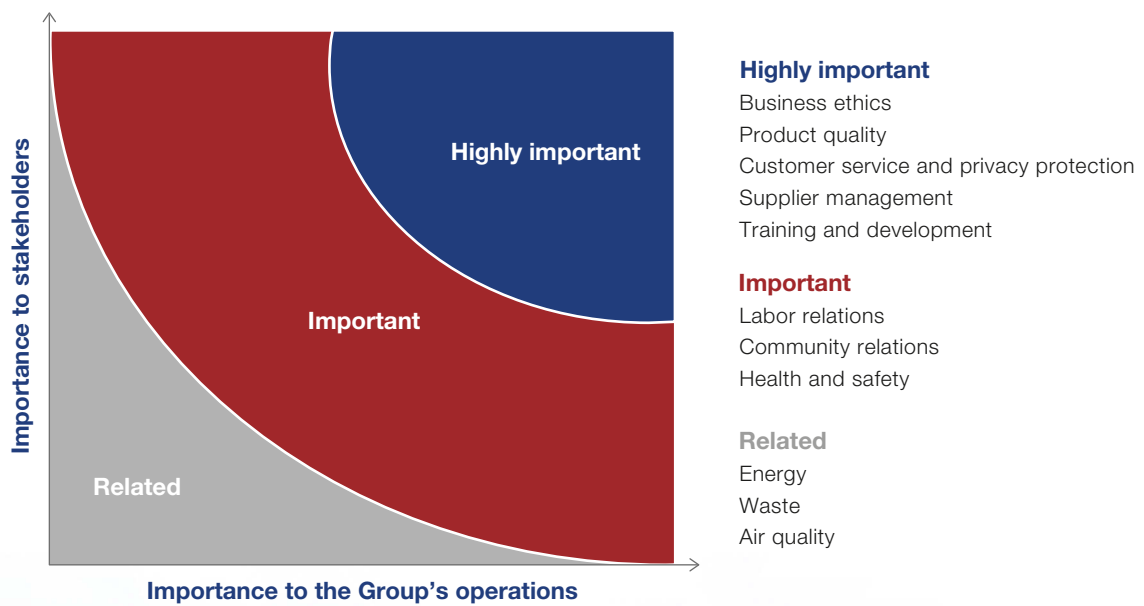 Importance to stakeholders
Highly important
Important
Related
Importance to the Group’s operations
Highly important
Business ethics
Product quality
Customer service and privacy protection
Supplier management
Training and development
Important
Labor relations
Community relations
Health and safety
Related
Energy
Waste
Air quality